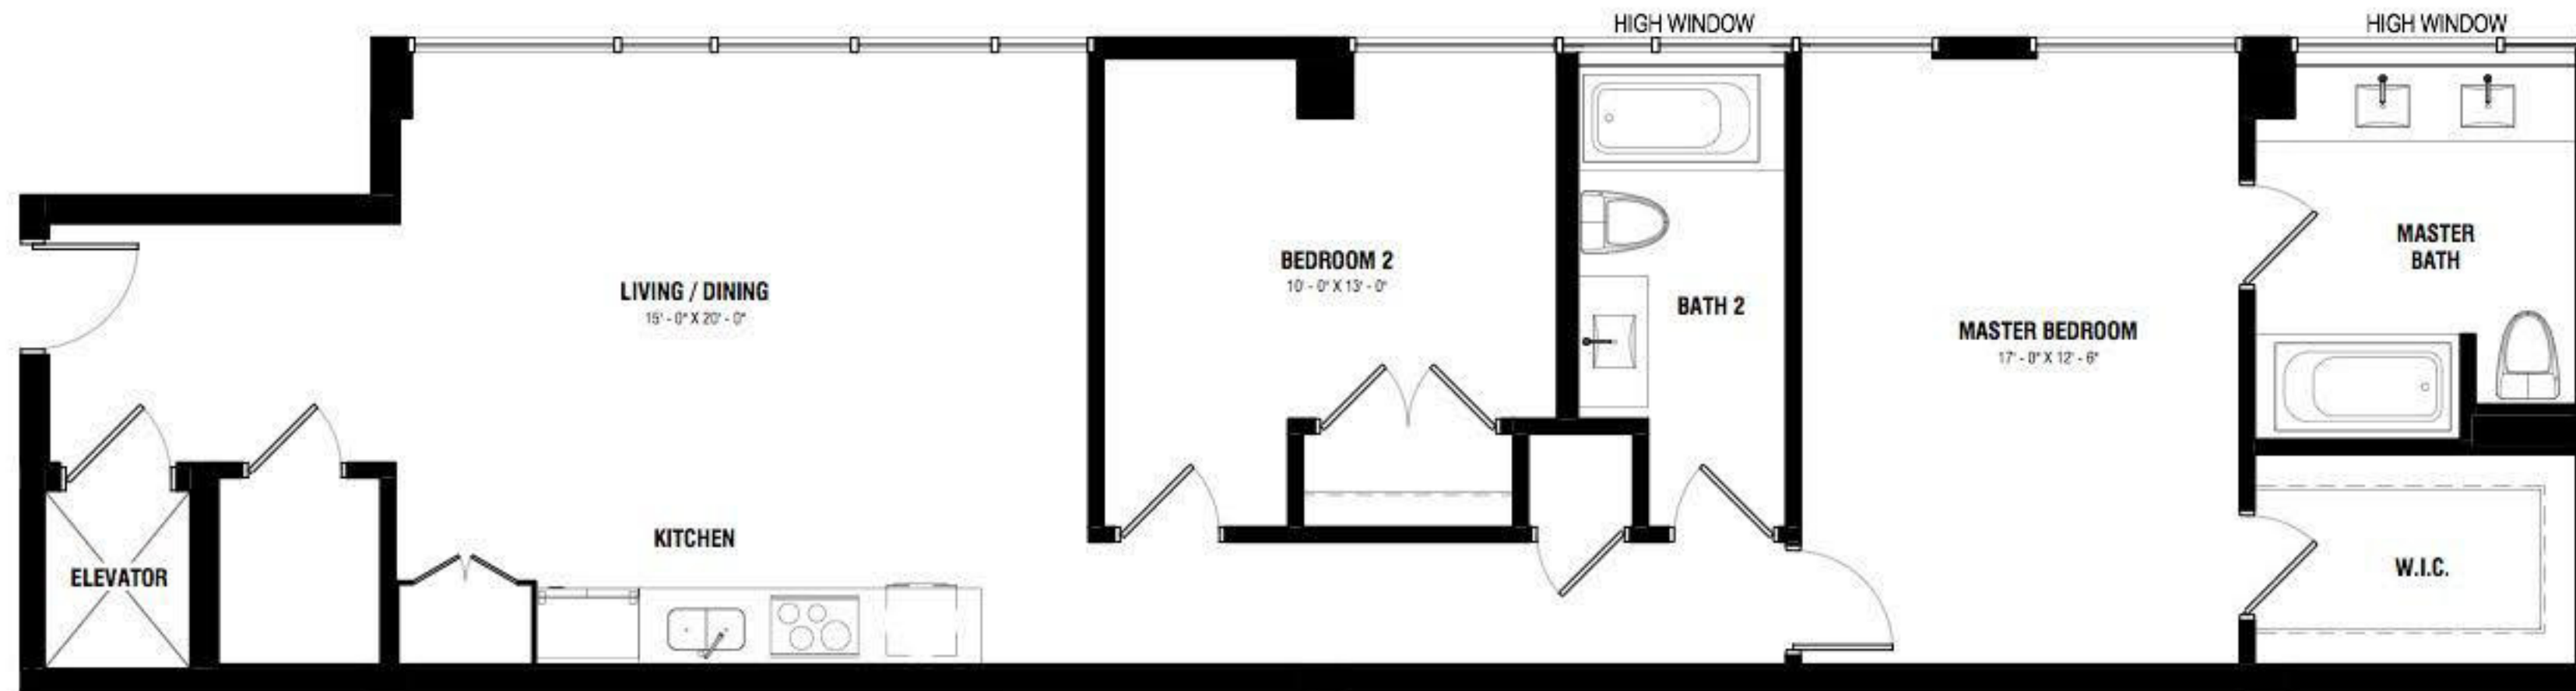 HIGH WINDOW
HIGH WINDOW
LIVING / DINING
15' - 0" X 20' - 0"
BEDROOM 2
10' - 0" X 13' - 0"
BATH 2
MASTER BEDROOM
17' - 0" X 12' - 6"
MASTER
BATH
KITCHEN
ELEVATOR
W.I.C.